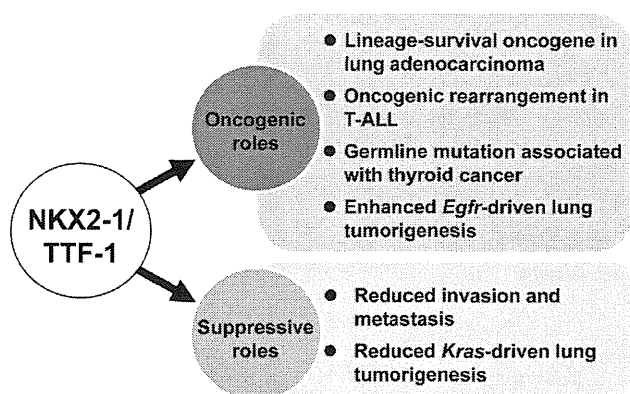 ● Lineage-survival oncogene in
lung adenocarcinoma
● Oncogenic rearrangement in
T-ALL
● Germline mutation associated
with thyroid cancer
● Enhanced Egfr-driven lung
tumorigenesis
Oncogenic
roles
NKX2-1/
TTF-1
Suppressive
roles
● Reduced invasion and
metastasis
● Reduced Kras-driven lung
tumorigenesis